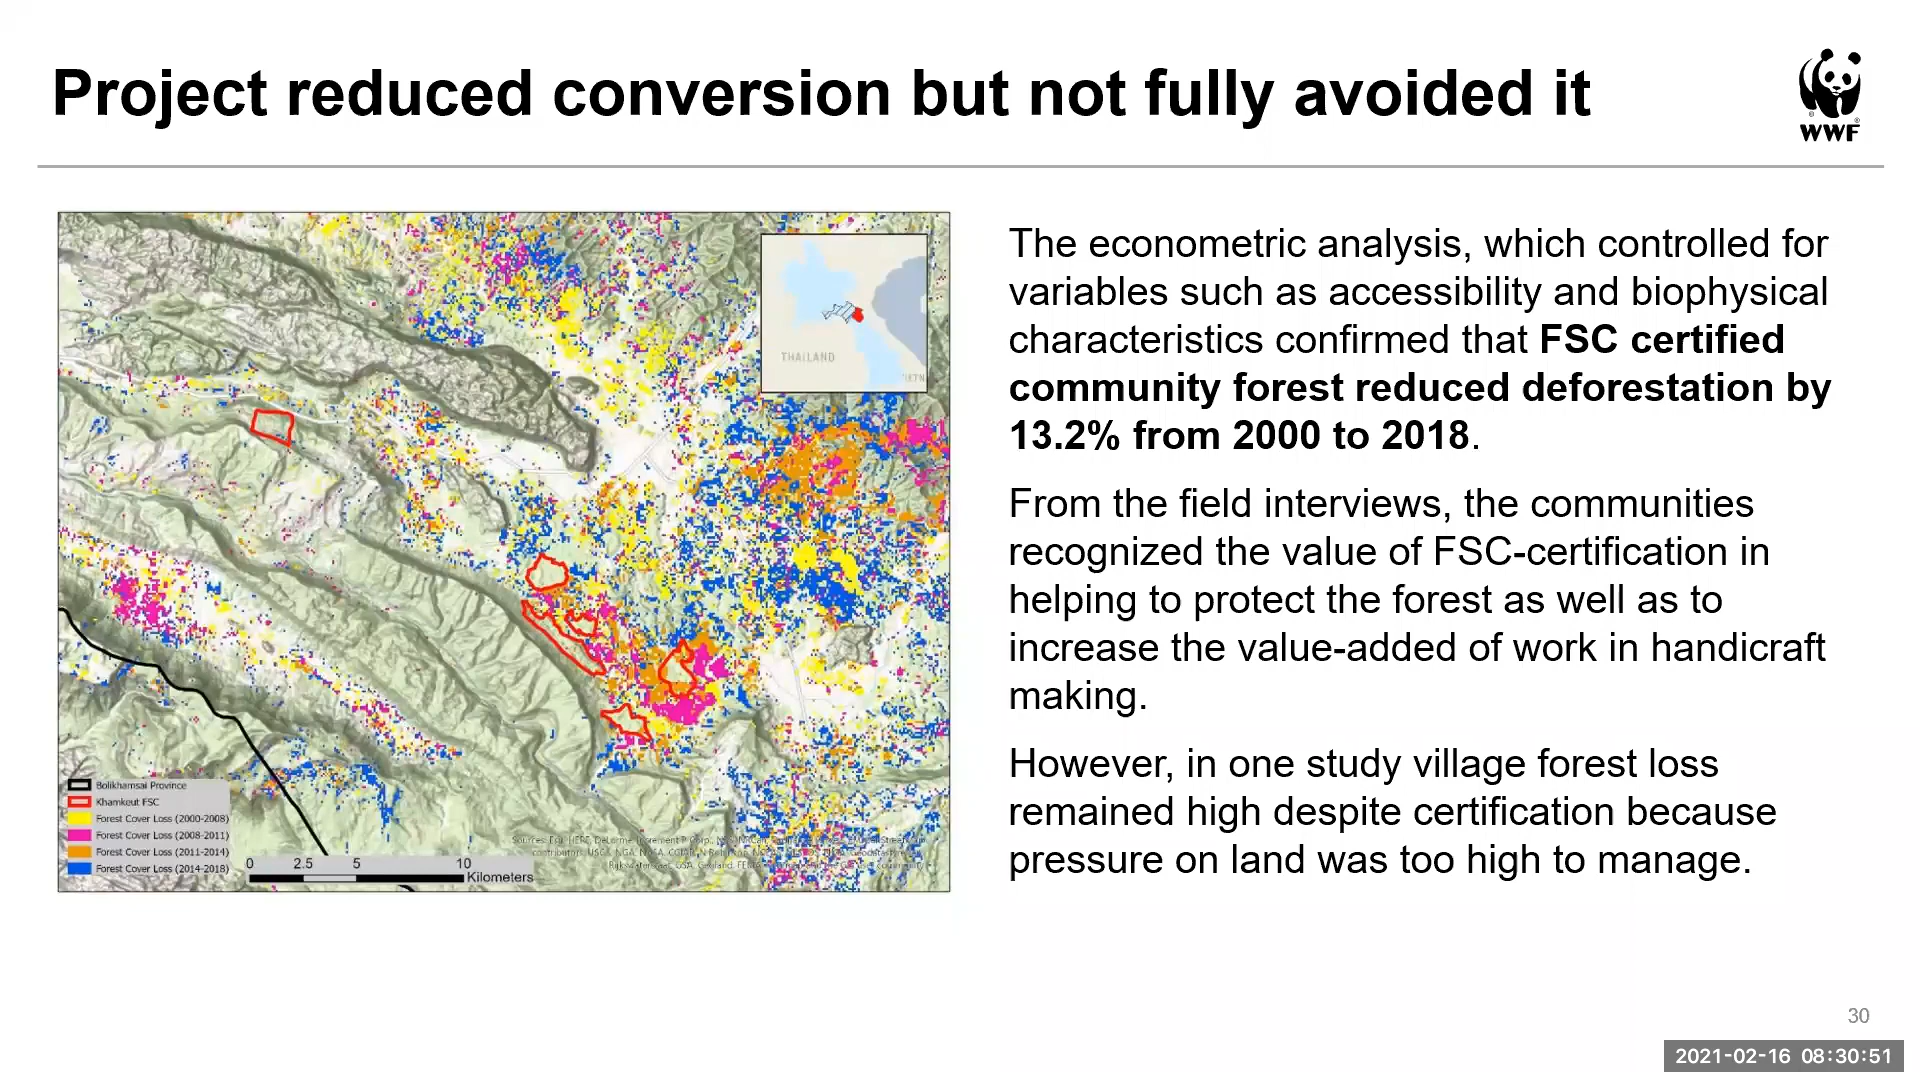 Project reduced conversion but not fully avoided it
WWF
THAILAND
Bolikhamsai Province
Khamkeut FSC
Forest Cover Loss (2000-2008)
Forest Cover Loss (2008-2011)
Forest Cover Loss (2011-2014)
Forest Cover Loss (2014-2018)
0 2.5 5 10
Kilometers
The econometric analysis, which controlled for
variables such as accessibility and biophysical
characteristics confirmed that FSC certified
community forest reduced deforestation by
13.2% from 2000 to 2018.
From the field interviews, the communities
recognized the value of FSC-certification in
helping to protect the forest as well as to
increase the value-added of work in handicraft
making.
However, in one study village forest loss
remained high despite certification because
pressure on land was too high to manage.
30
2021-02-16 08:30:51